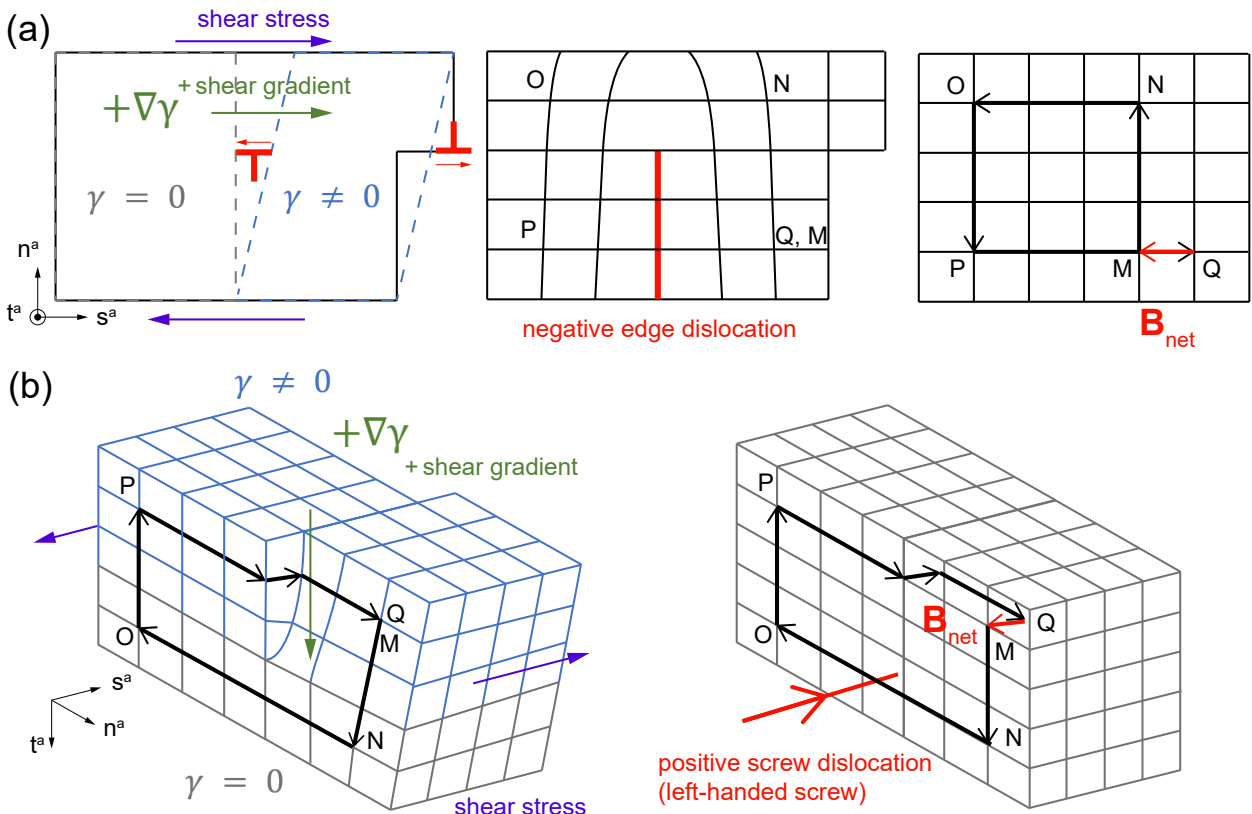 (a)
shear stress
+∇γ + shear gradient
γ = 0
γ ≠ 0
nᵃ
tᵃ
sᵃ
O
N
P
Q, M
negative edge dislocation
O
N
P
M
Q
B net
(b)
γ ≠ 0
+∇γ
+ shear gradient
P
Q
M
O
N
sᵃ
nᵃ
tᵃ
γ = 0
shear stress
P
Q
B net
M
O
N
positive screw dislocation
(left-handed screw)